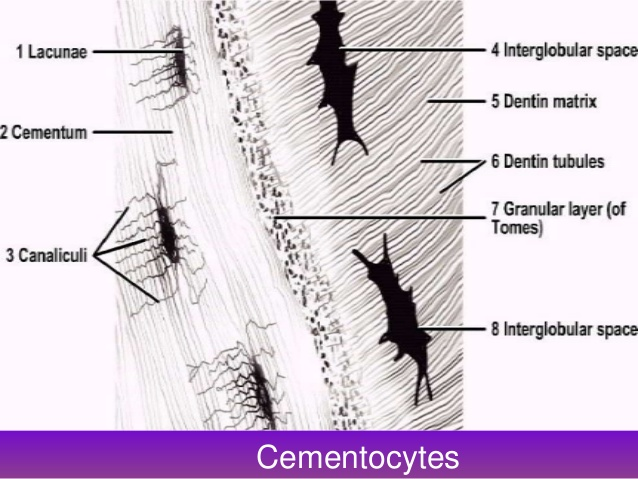 1 Lacunae
2 Cementum
3 Canaliculi
4 Interglobular space
5 Dentin matrix
6 Dentin tubules
7 Granular layer (of
Tomes)
8 Interglobular space
Cementocytes